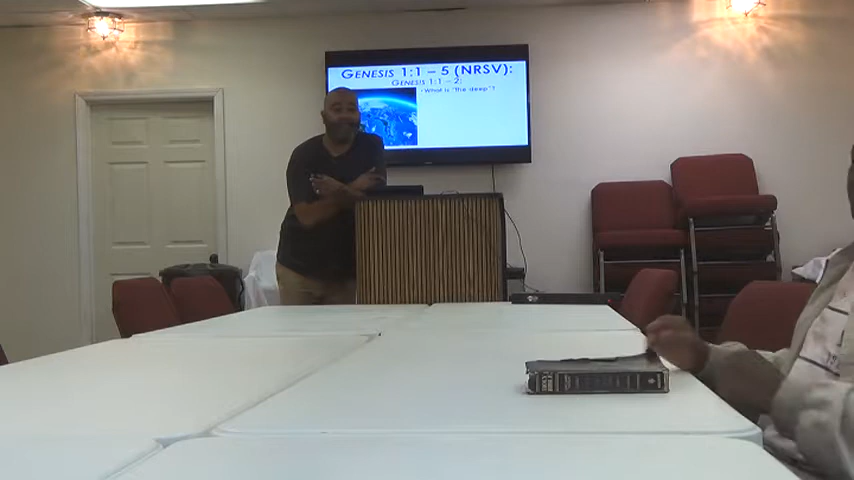 GENESIS 1:1 – 5 (NRSV):
GENESIS 1:1 – 2:
• What is "the deep"?